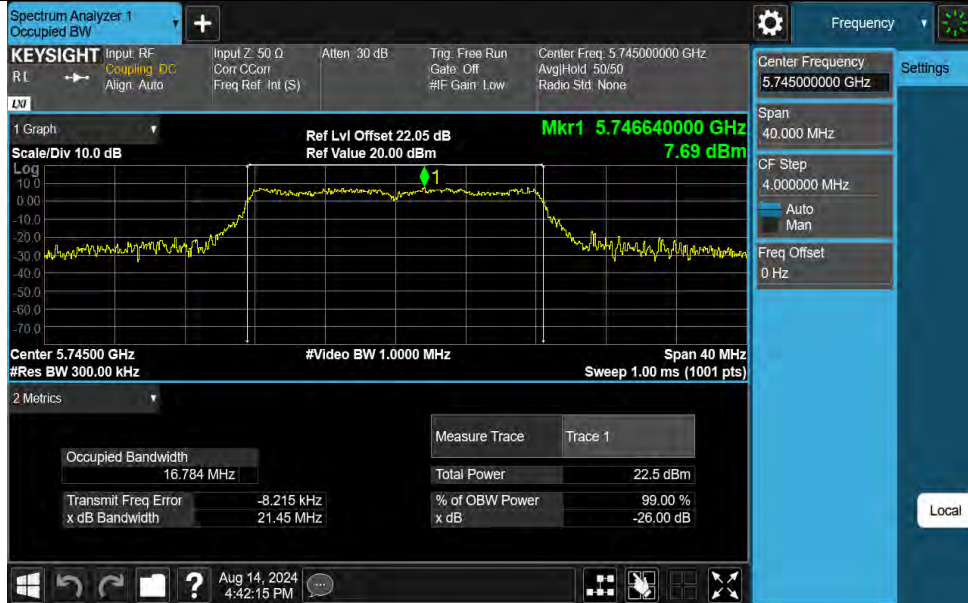 Spectrum Analyzer 1
Occupied BW
Frequency
KEYSIGHT
RL
LXI
Input: RF
Coupling: DC
Align: Auto
Input Z: 50 Ω
Corr CCorr
Freq Ref: Int (S)
Atten: 30 dB
Trig: Free Run
Gate: Off
#IF Gain: Low
Center Freq: 5.745000000 GHz
Avg|Hold: 50/50
Radio Std: None
Center Frequency
5.745000000 GHz
Settings
Span
40.000 MHz
CF Step
4.000000 MHz
Auto
Man
Freq Offset
0 Hz
Local
1 Graph
Scale/Div 10.0 dB
Ref Lvl Offset 22.05 dB
Ref Value 20.00 dBm
Mkr1 5.746640000 GHz
7.69 dBm
Log
10.0
0.00
-10.0
-20.0
-30.0
-40.0
-50.0
-60.0
-70.0
1
Center 5.74500 GHz
#Res BW 300.00 kHz
#Video BW 1.0000 MHz
Span 40 MHz
Sweep 1.00 ms (1001 pts)
2 Metrics
Measure Trace Trace 1
Occupied Bandwidth
16.784 MHz
Total Power 22.5 dBm
Transmit Freq Error -8.215 kHz
% of OBW Power 99.00 %
x dB Bandwidth 21.45 MHz
x dB -26.00 dB
?
Aug 14, 2024
4:42:15 PM